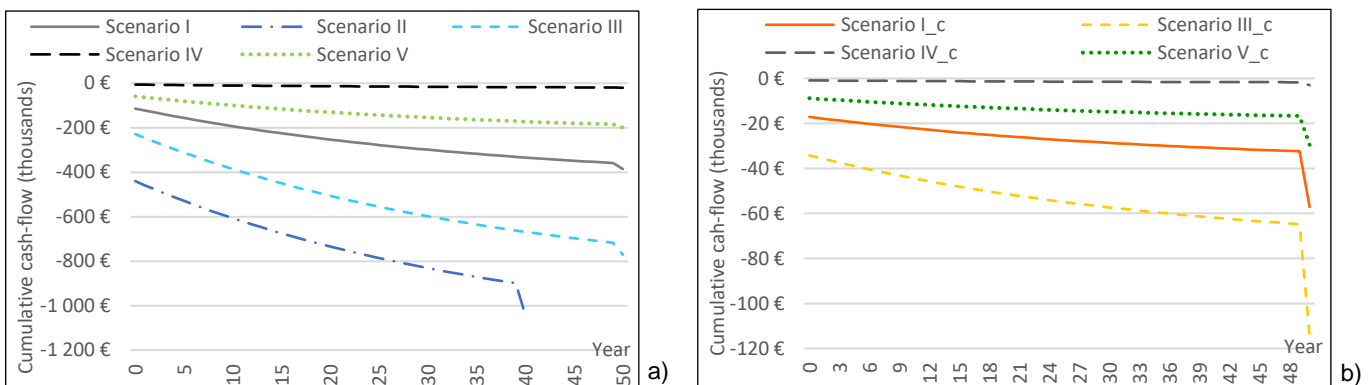 Scenario I
Scenario II
Scenario III
Scenario IV
Scenario V
Cumulative cash-flow (thousands)
0 €
-200 €
-400 €
-600 €
-800 €
-1 000 €
-1 200 €
0
5
10
15
20
25
30
35
40
45
50
Year
a)
Scenario I_c
Scenario III_c
Scenario IV_c
Scenario V_c
Cumulative cah-flow (thousands)
0 €
-20 €
-40 €
-60 €
-80 €
-100 €
-120 €
0
3
6
9
12
15
18
21
24
27
30
33
36
39
42
45
48
Year
b)